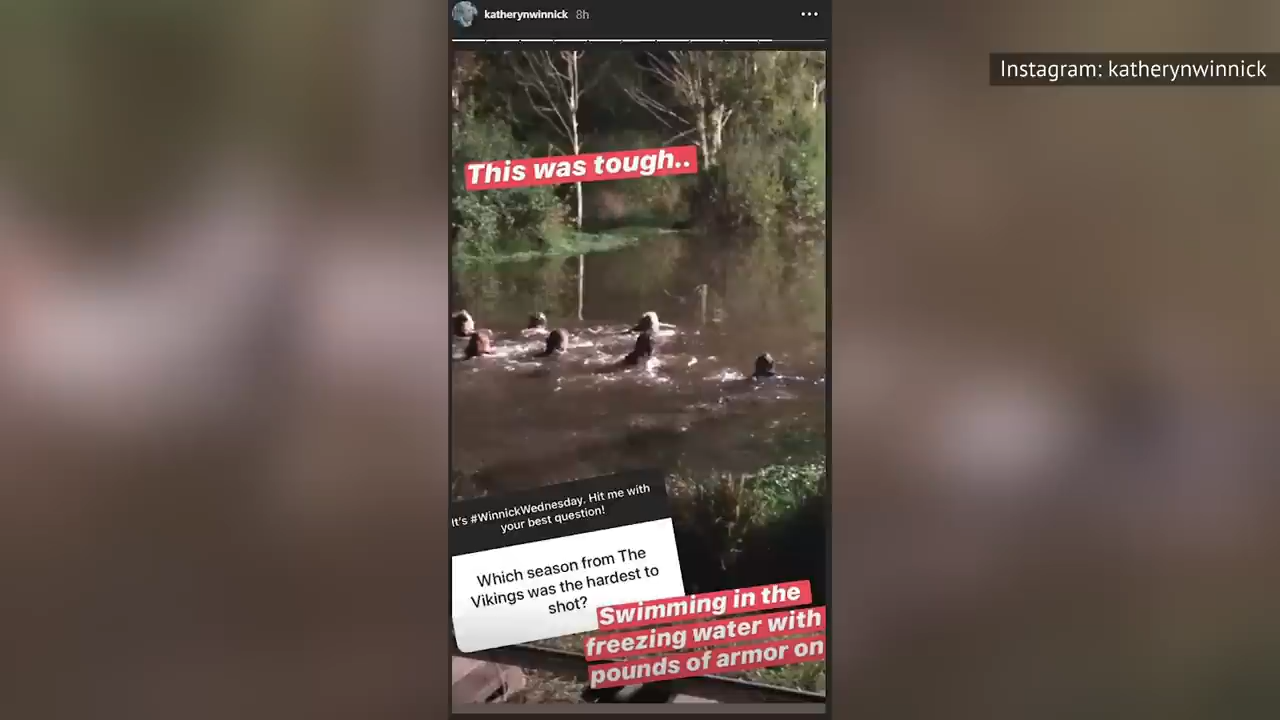 katherynwinnick 8h
Instagram: katherynwinnick
This was tough..
It's #WinnickWednesday. Hit me with
your best question!
Which season from The
Vikings was the hardest to
shot?
Swimming in the
freezing water with
pounds of armor on